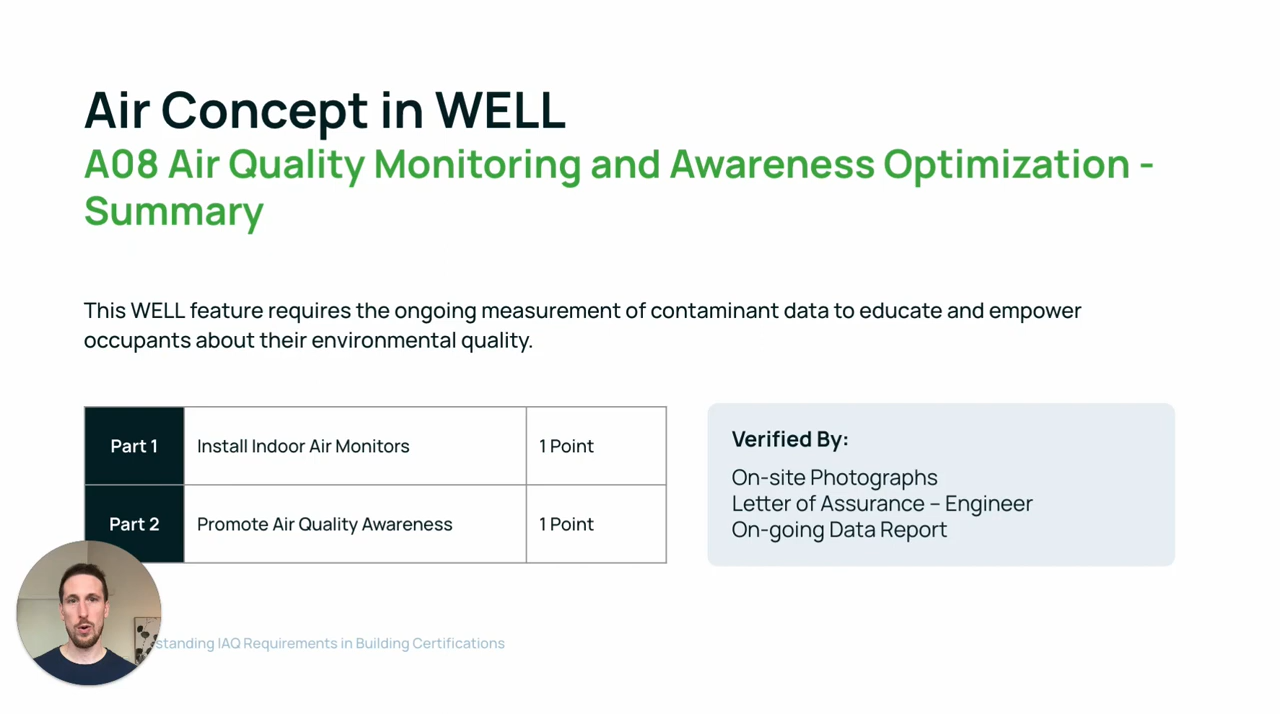 Air Concept in WELL
A08 Air Quality Monitoring and Awareness Optimization -
Summary
This WELL feature requires the ongoing measurement of contaminant data to educate and empower
occupants about their environmental quality.
Part 1 Install Indoor Air Monitors 1 Point
Part 2 Promote Air Quality Awareness 1 Point
Verified By:
On-site Photographs
Letter of Assurance – Engineer
On-going Data Report
standing IAQ Requirements in Building Certifications